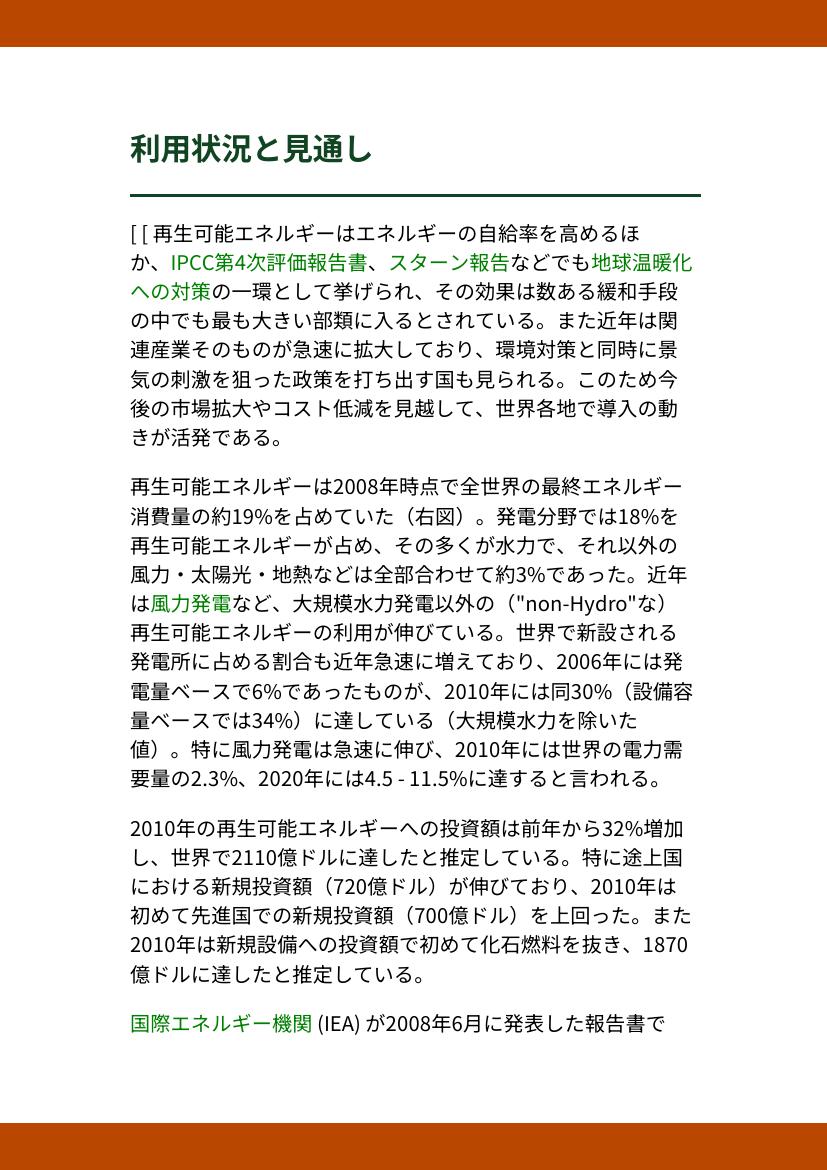 利用状況と見通し
[ [ 再生可能エネルギーはエネルギーの自給率を高めるほ
か、IPCC第4次評価報告書、スターン報告などでも地球温暖化
への対策の一環として挙げられ、その効果は数ある緩和手段
の中でも最も大きい部類に入るとされている。また近年は関
連産業そのものが急速に拡大しており、環境対策と同時に景
気の刺激を狙った政策を打ち出す国も見られる。このため今
後の市場拡大やコスト低減を見越して、世界各地で導入の動
きが活発である。
再生可能エネルギーは2008年時点で全世界の最終エネルギー
消費量の約19%を占めていた（右図）。発電分野では18%を
再生可能エネルギーが占め、その多くが水力で、それ以外の
風力・太陽光・地熱などは全部合わせて約3%であった。近年
は風力発電など、大規模水力発電以外の（"non-Hydro"な）
再生可能エネルギーの利用が伸びている。世界で新設される
発電所に占める割合も近年急速に増えており、2006年には発
電量ベースで6%であったものが、2010年には同30%（設備容
量ベースでは34%）に達している（大規模水力を除いた
値）。特に風力発電は急速に伸び、2010年には世界の電力需
要量の2.3%、2020年には4.5 - 11.5%に達すると言われる。
2010年の再生可能エネルギーへの投資額は前年から32%増加
し、世界で2110億ドルに達したと推定している。特に途上国
における新規投資額（720億ドル）が伸びており、2010年は
初めて先進国での新規投資額（700億ドル）を上回った。また
2010年は新規設備への投資額で初めて化石燃料を抜き、1870
億ドルに達したと推定している。
国際エネルギー機関 (IEA) が2008年6月に発表した報告書で